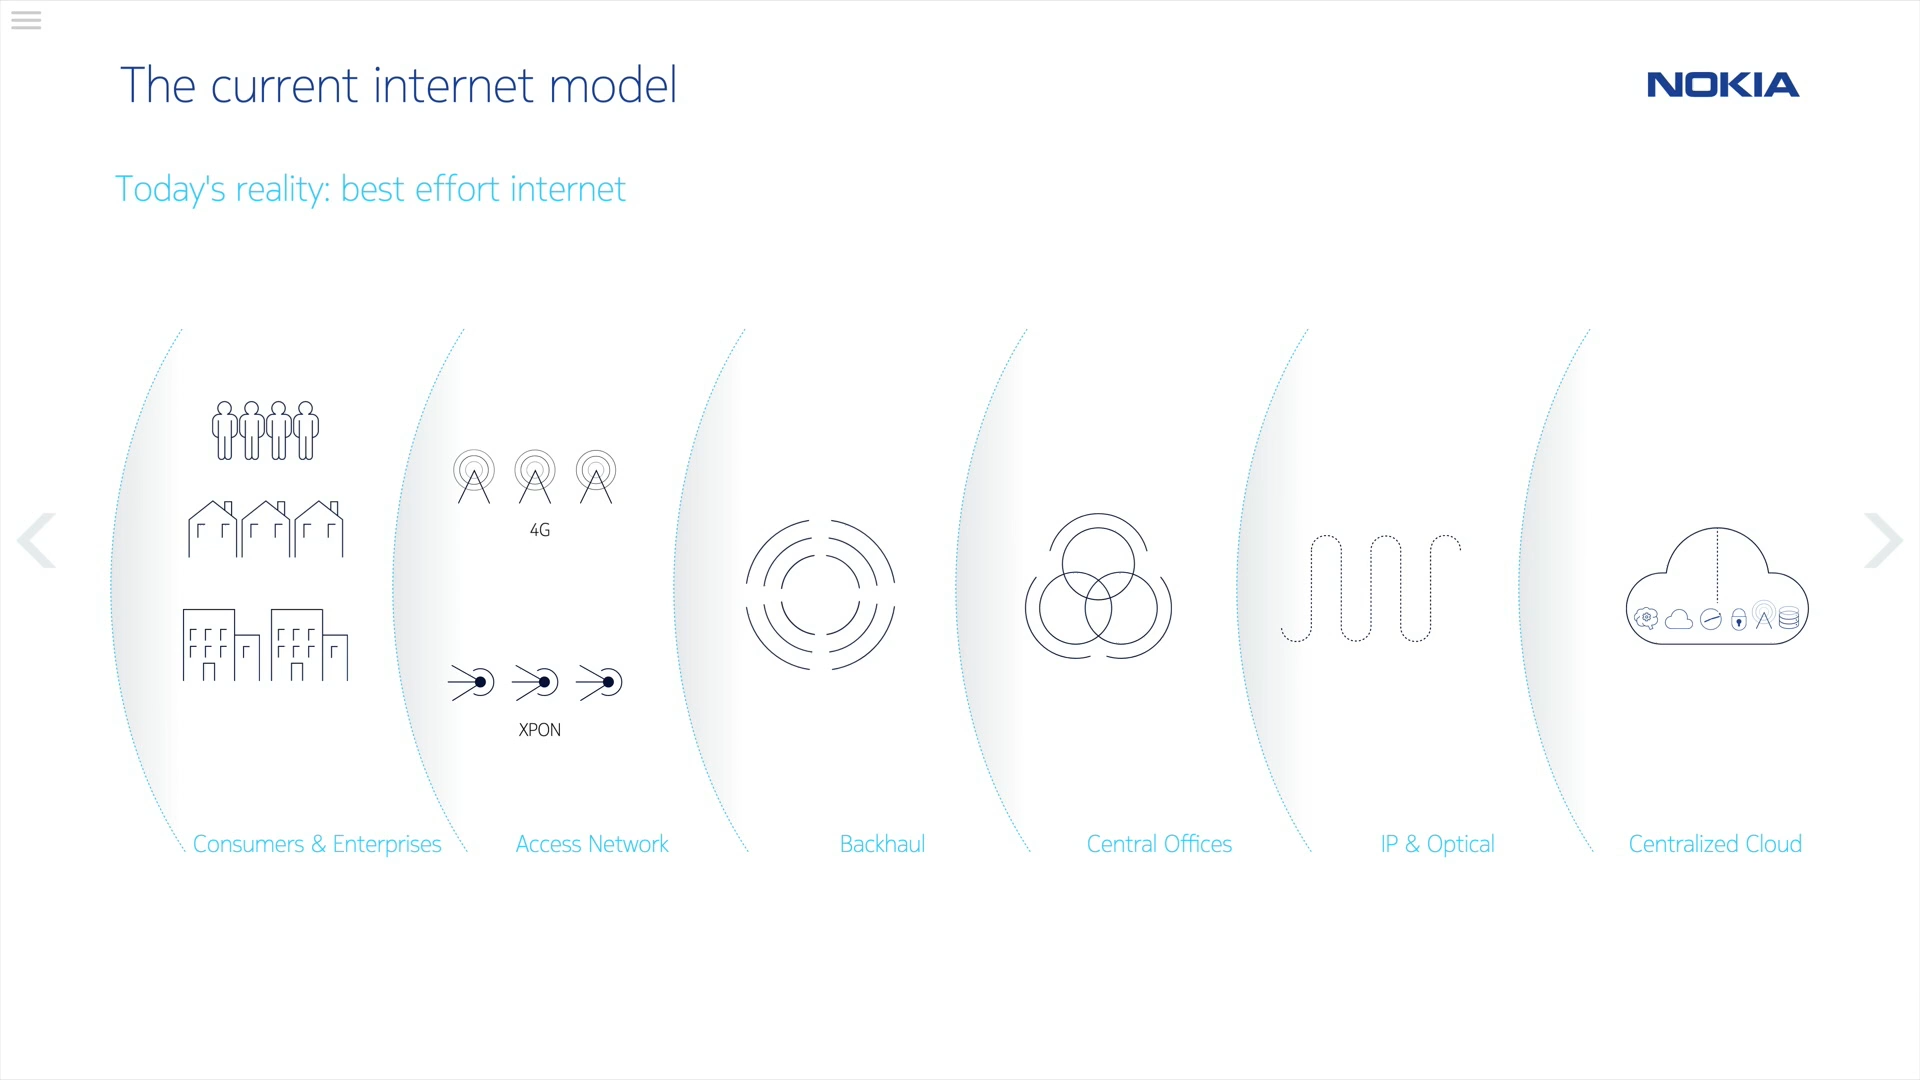 The current internet model
NOKIA
Today's reality: best effort internet
4G
XPON
Consumers & Enterprises
Access Network
Backhaul
Central Offices
IP & Optical
Centralized Cloud